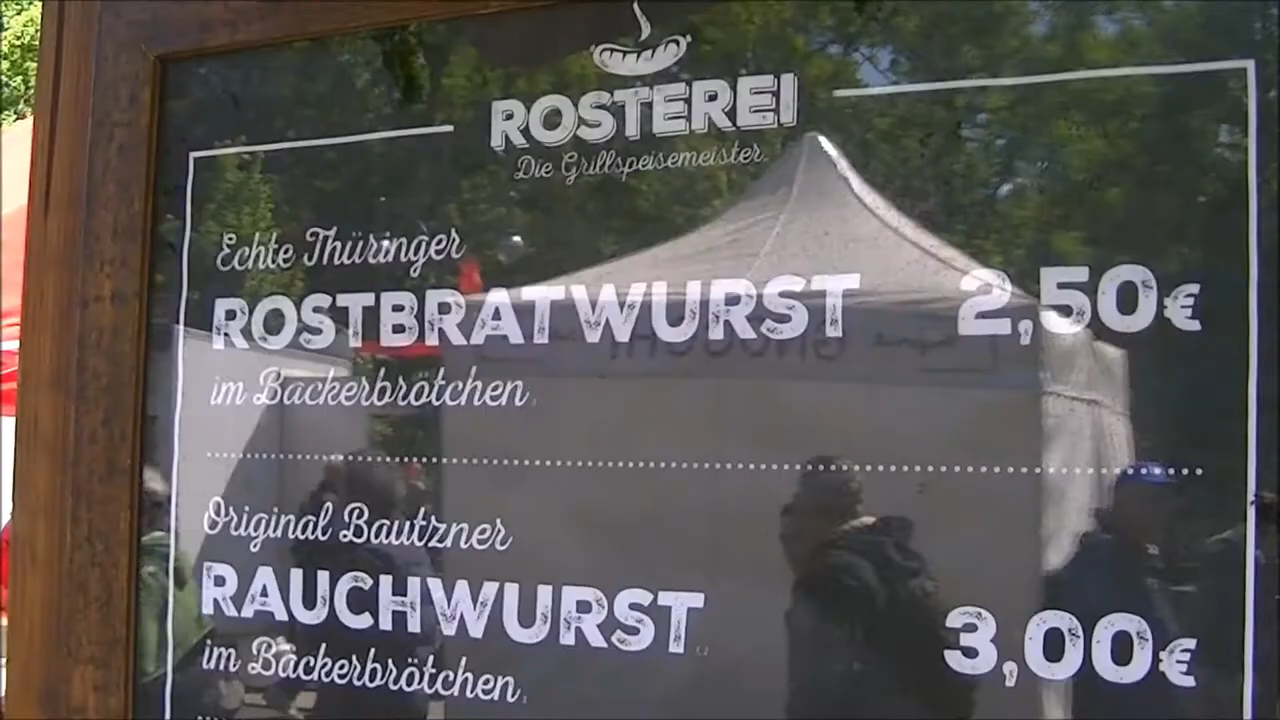 ROSTEREI
Die Grillspeisemeister.
Echte Thüringer
ROSTBRATWURST 2,50€
im Bäckerbrötchen
Original Bautzner
RAUCHWURST 3,00€
im Bäckerbrötchen